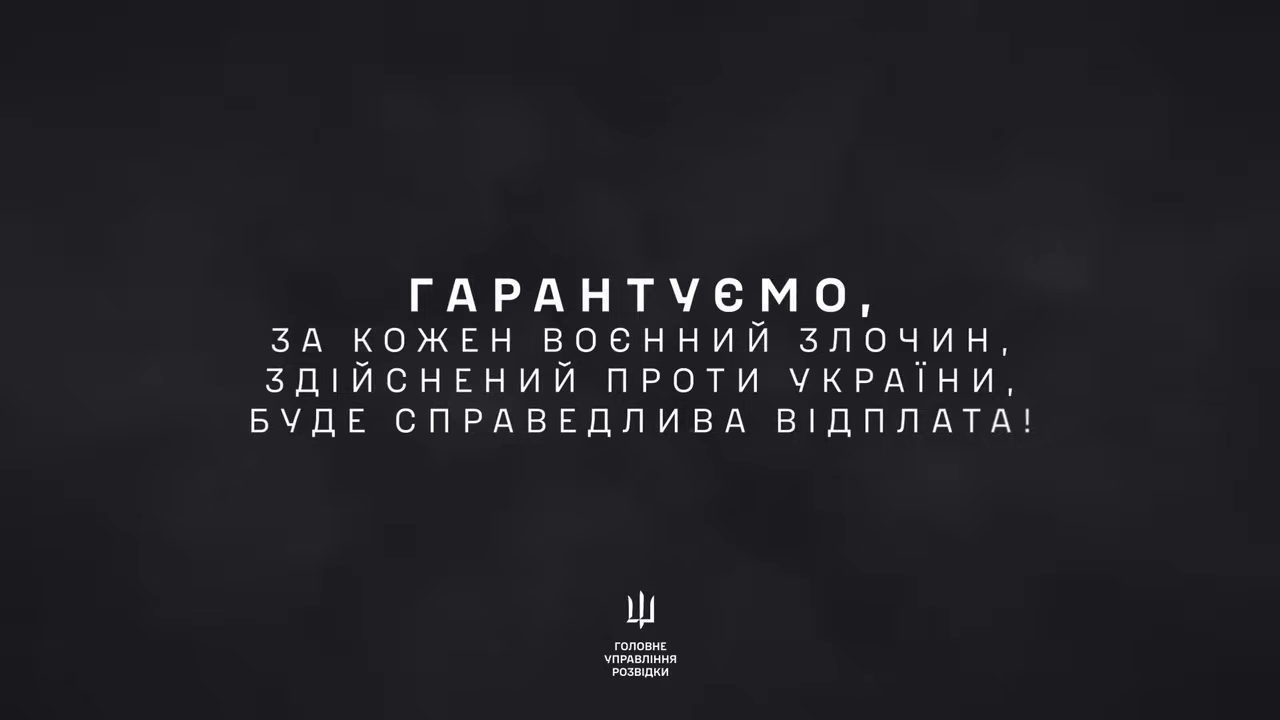 ГАРАНТУЄМО,
ЗА КОЖЕН ВОЄННИЙ ЗЛОЧИН,
ЗДІЙСНЕНИЙ ПРОТИ УКРАЇНИ,
БУДЕ СПРАВЕДЛИВА ВІДПЛАТА!
ГОЛОВНЕ
УПРАВЛІННЯ
РОЗВІДКИ